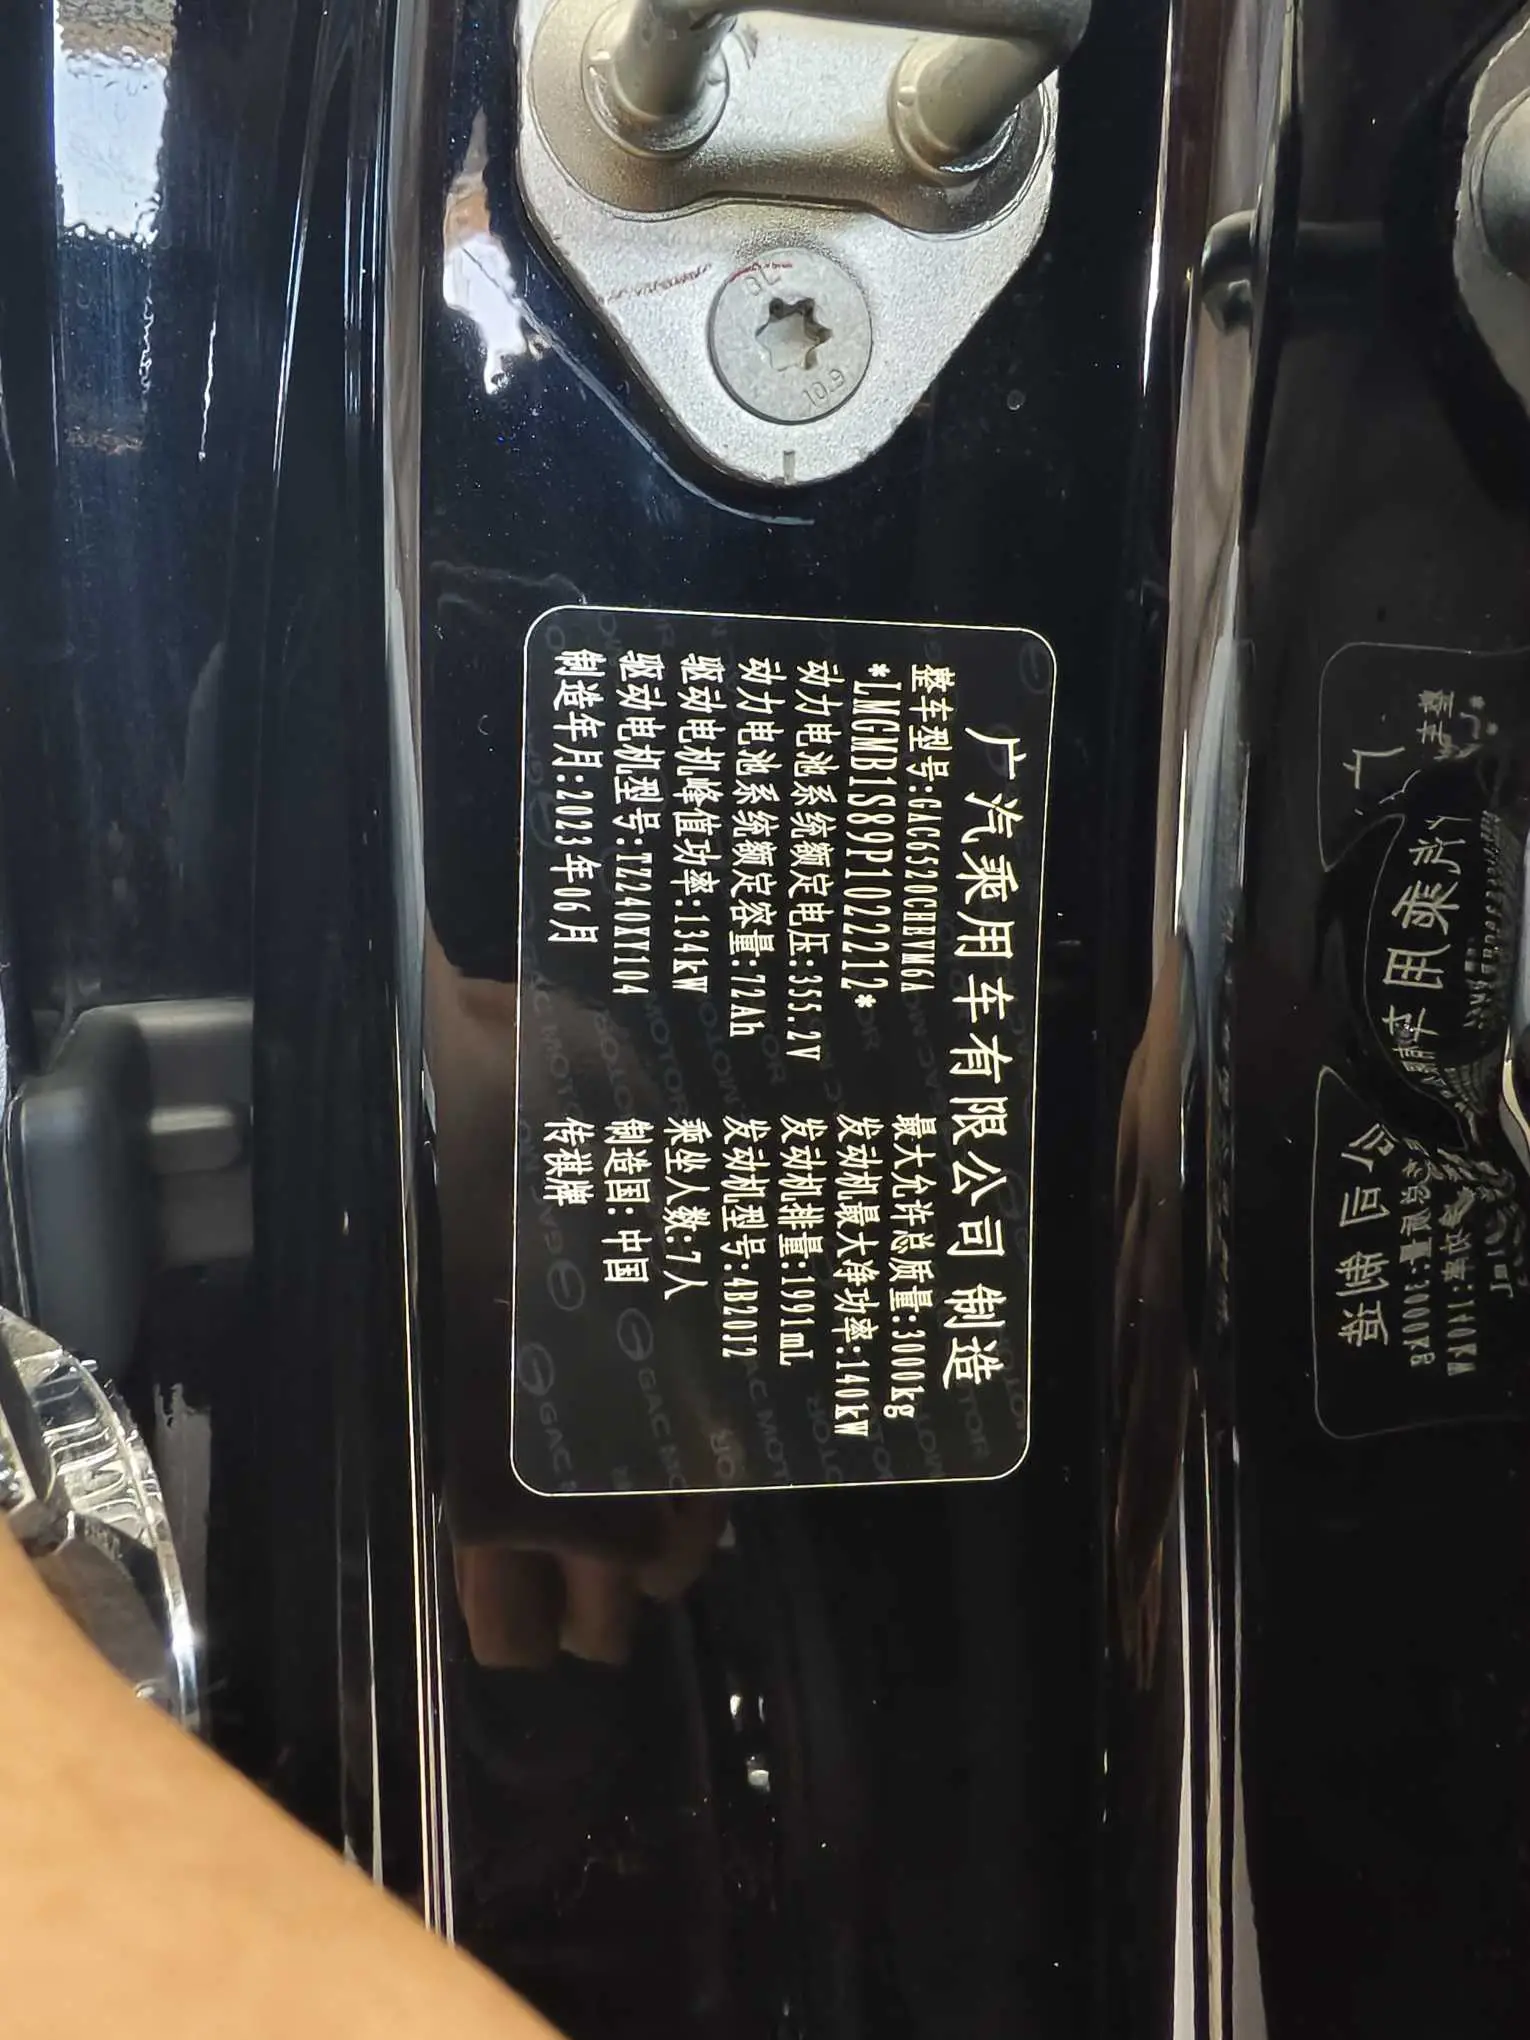 广汽乘用车有限公司 制造
整车型号:GAC6520CHEVM6A
*LMGMB1S89P1022212*
动力电池系统额定电压:355.2V
动力电池系统额定容量:72Ah
驱动电机峰值功率:134kW
驱动电机型号:TZ240XY104
制造年月:2023年06月
最大允许总质量:3000kg
发动机最大净功率:140kW
发动机排量:1991mL
发动机型号:4B20J2
乘坐人数:7人
制造国:中国
传祺牌
GAC MOTOR
10.9